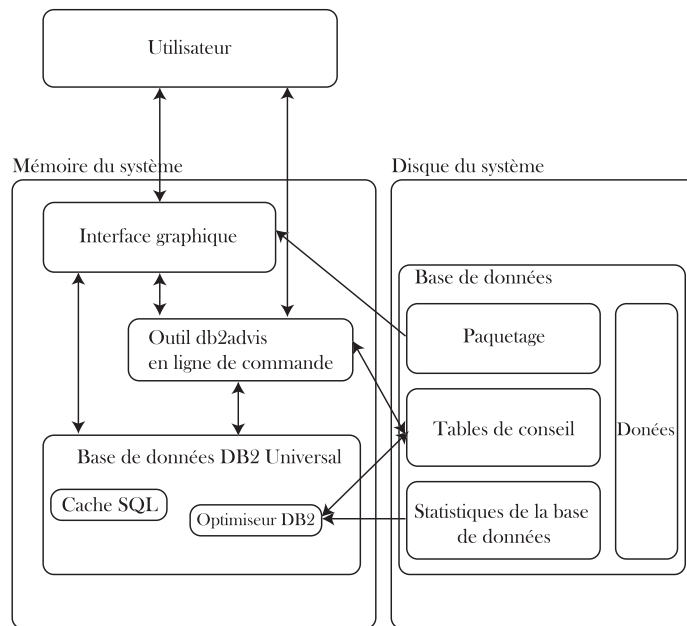 Utilisateur
Mémoire du système
Disque du système
Interface graphique
Base de données
Outil db2advis
en ligne de commande
Paquetage
Tables de conseil
Donées
Base de données DB2 Universal
Cache SQL
Optimiseur DB2
Statistiques de la base
de données